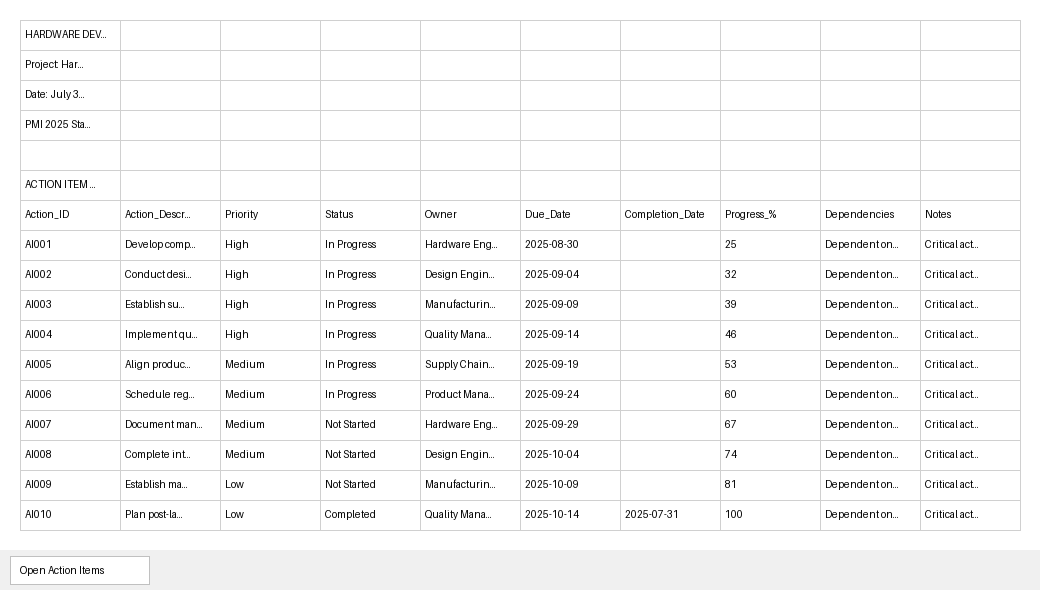 HARDWARE DEV...
Project: Har...
Date: July 3...
PMI 2025 Sta...
ACTION ITEM ...
Action_ID Action_Descr... Priority Status Owner Due_Date Completion_Date Progress_% Dependencies Notes
AI001 Develop comp... High In Progress Hardware Eng... 2025-08-30 25 Dependent on... Critical act...
AI002 Conduct desi... High In Progress Design Engin... 2025-09-04 32 Dependent on... Critical act...
AI003 Establish su... High In Progress Manufacturin... 2025-09-09 39 Dependent on... Critical act...
AI004 Implement qu... High In Progress Quality Mana... 2025-09-14 46 Dependent on... Critical act...
AI005 Align produc... Medium In Progress Supply Chain... 2025-09-19 53 Dependent on... Critical act...
AI006 Schedule reg... Medium In Progress Product Mana... 2025-09-24 60 Dependent on... Critical act...
AI007 Document man... Medium Not Started Hardware Eng... 2025-09-29 67 Dependent on... Critical act...
AI008 Complete int... Medium Not Started Design Engin... 2025-10-04 74 Dependent on... Critical act...
AI009 Establish ma... Low Not Started Manufacturin... 2025-10-09 81 Dependent on... Critical act...
AI010 Plan post-la... Low Completed Quality Mana... 2025-10-14 2025-07-31 100 Dependent on... Critical act...
Open Action Items